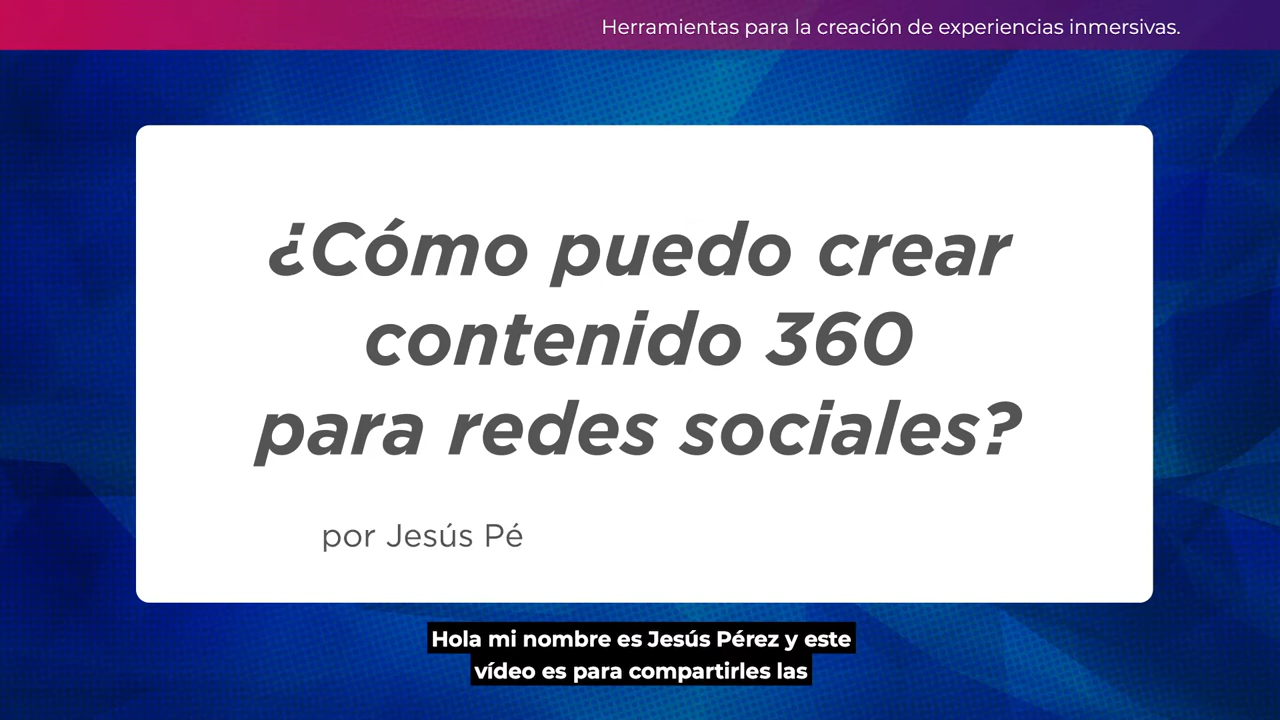 Herramientas para la creación de experiencias inmersivas.
¿Cómo puedo crear
contenido 360
para redes sociales?
por Jesús Pé
Hola mi nombre es Jesús Pérez y este
vídeo es para compartirles las